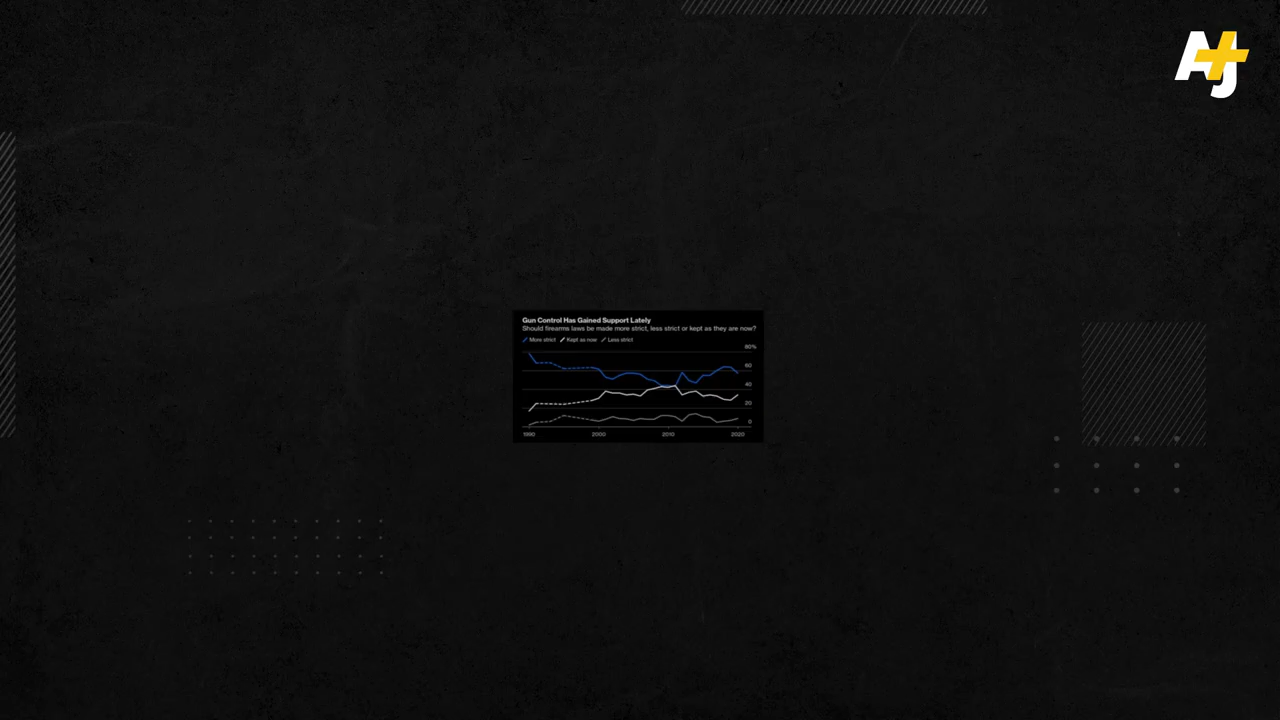 AJ+
Gun Control Has Gained Support Lately
Should firearms laws be made more strict, less strict or kept as they are now?
More strict Kept as now Less strict
80%
60
40
20
0
1990 2000 2010 2020